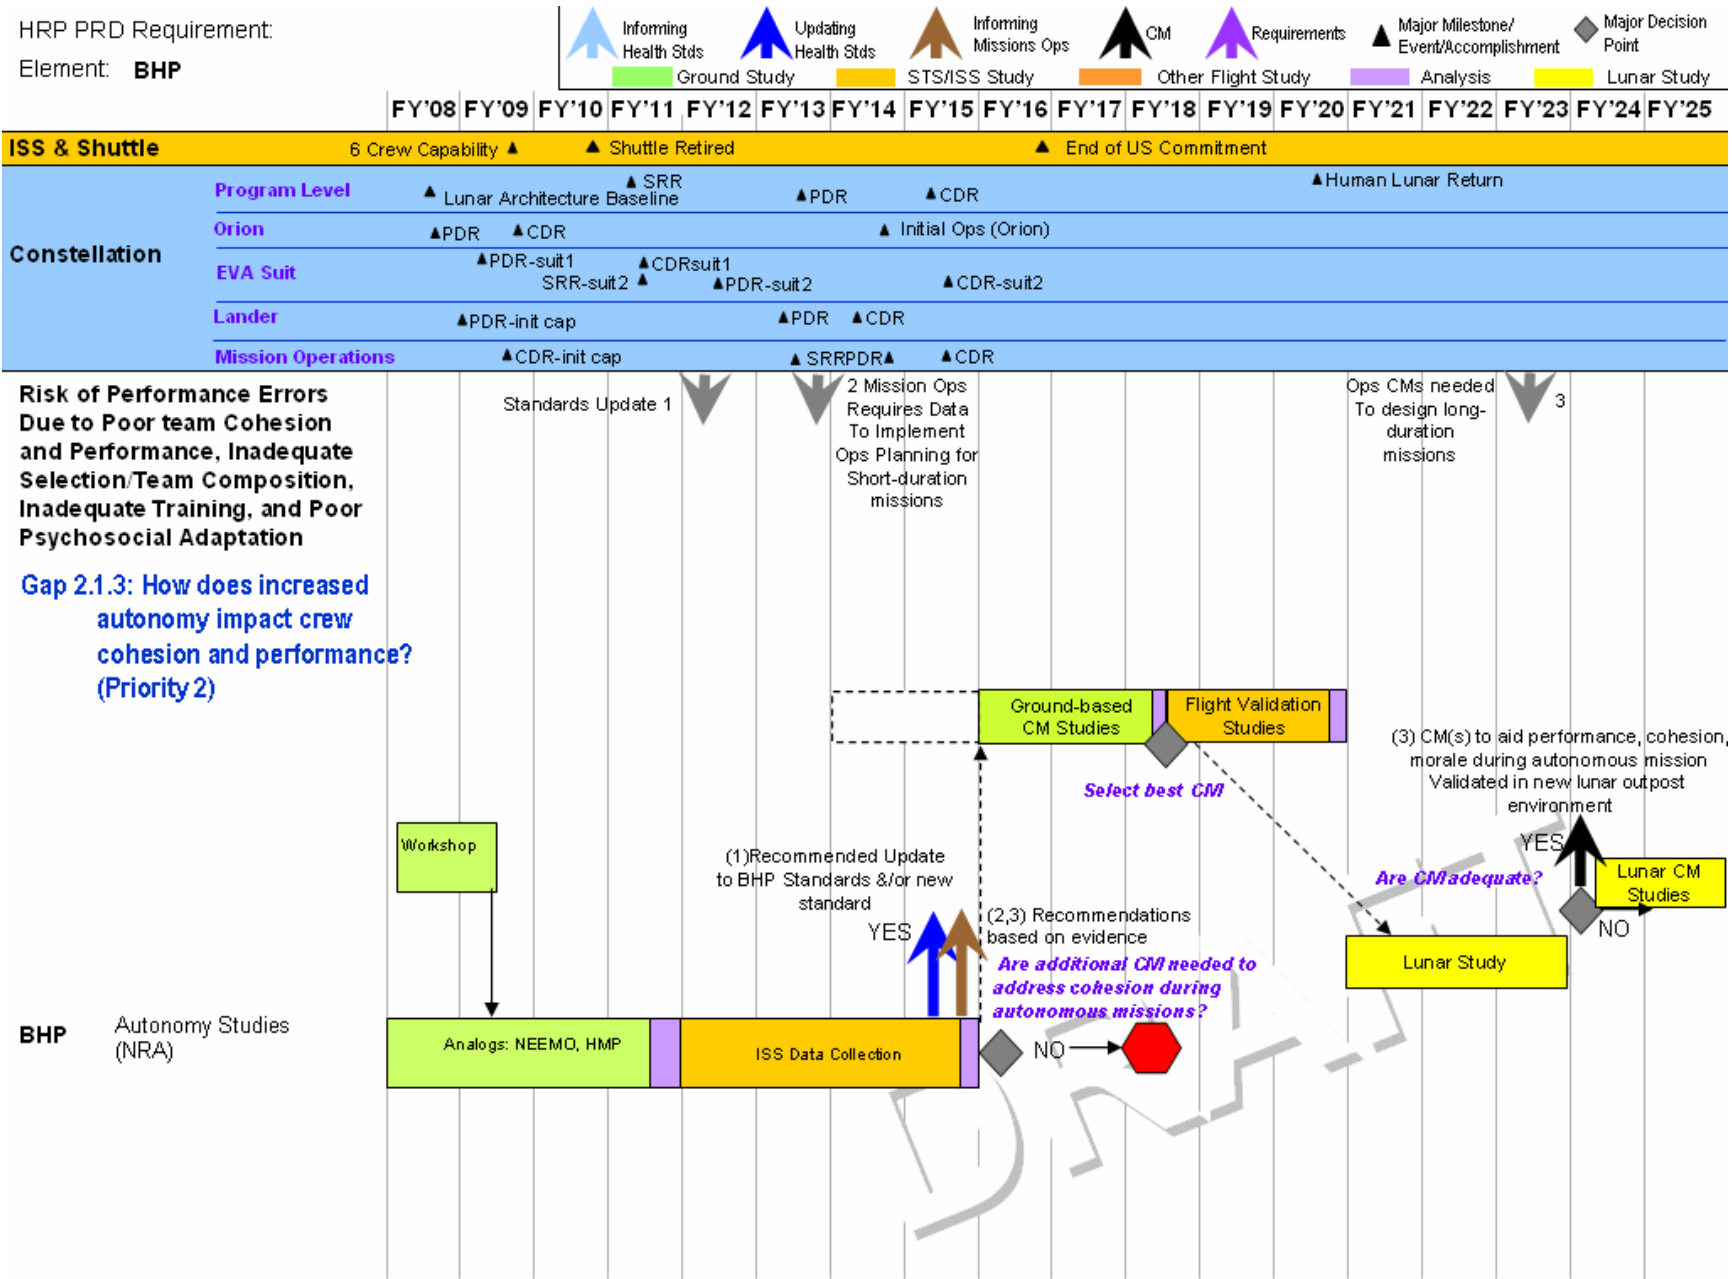 HRP PRD Requirement:
Element: BHP
Informing
Health Stds
Updating
Health Stds
Informing
Missions Ops
CM
Requirements
Major Milestone/
Event/Accomplishment
Major Decision
Point
Ground Study
STS/ISS Study
Other Flight Study
Analysis
Lunar Study
FY'08 FY'09 FY'10 FY'11 FY'12 FY'13 FY'14 FY'15 FY'16 FY'17 FY'18 FY'19 FY'20 FY'21 FY'22 FY'23 FY'24 FY'25
ISS & Shuttle
6 Crew Capability
Shuttle Retired
End of US Commitment
Constellation
Program Level
Lunar Architecture Baseline
SRR
PDR
CDR
Human Lunar Return
Orion
PDR
CDR
Initial Ops (Orion)
EVA Suit
PDR-suit1
CDRsuit1
SRR-suit2
PDR-suit2
CDR-suit2
Lander
PDR-init cap
PDR
CDR
Mission Operations
CDR-init cap
SRR
PDR
CDR
Risk of Performance Errors
Due to Poor team Cohesion
and Performance, Inadequate
Selection/Team Composition,
Inadequate Training, and Poor
Psychosocial Adaptation
Standards Update 1
2 Mission Ops
Requires Data
To Implement
Ops Planning for
Short-duration
missions
Ops CMs needed
To design long-
duration
missions
3
Gap 2.1.3: How does increased
autonomy impact crew
cohesion and performance?
(Priority 2)
Ground-based
CM Studies
Flight Validation
Studies
Select best CM
(3) CM(s) to aid performance, cohesion,
morale during autonomous mission
Validated in new lunar outpost
environment
Workshop
(1)Recommended Update
to BHP Standards &/or new
standard
YES
(2,3) Recommendations
based on evidence
Are additional CM needed to
address cohesion during
autonomous missions?
YES
Are CM adequate?
Lunar CM
Studies
NO
Lunar Study
BHP
Autonomy Studies
(NRA)
Analogs: NEEMO, HMP
ISS Data Collection
NO
DRAFT